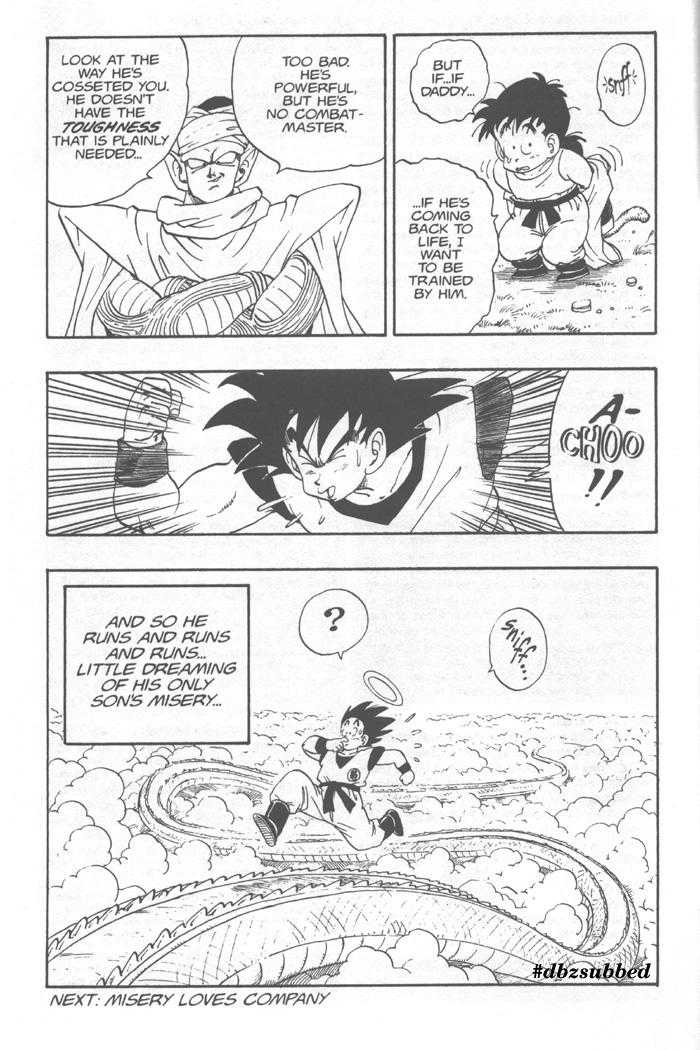 sniff
BUT
IF...IF
DADDY...
...IF HE'S
COMING
BACK TO
LIFE, I
WANT
TO BE
TRAINED
BY HIM.
TOO BAD.
HE'S
POWERFUL,
BUT HE'S
NO COMBAT-
MASTER.
LOOK AT THE
WAY HE'S
COSSETED YOU.
HE DOESN'T
HAVE THE
TOUGHNESS
THAT IS PLAINLY
NEEDED...
A-
CHOO
!!
sniff...
?
AND SO HE
RUNS AND RUNS
AND RUNS...
LITTLE DREAMING
OF HIS ONLY
SON'S MISERY...
#dbzsubbed
NEXT: MISERY LOVES COMPANY